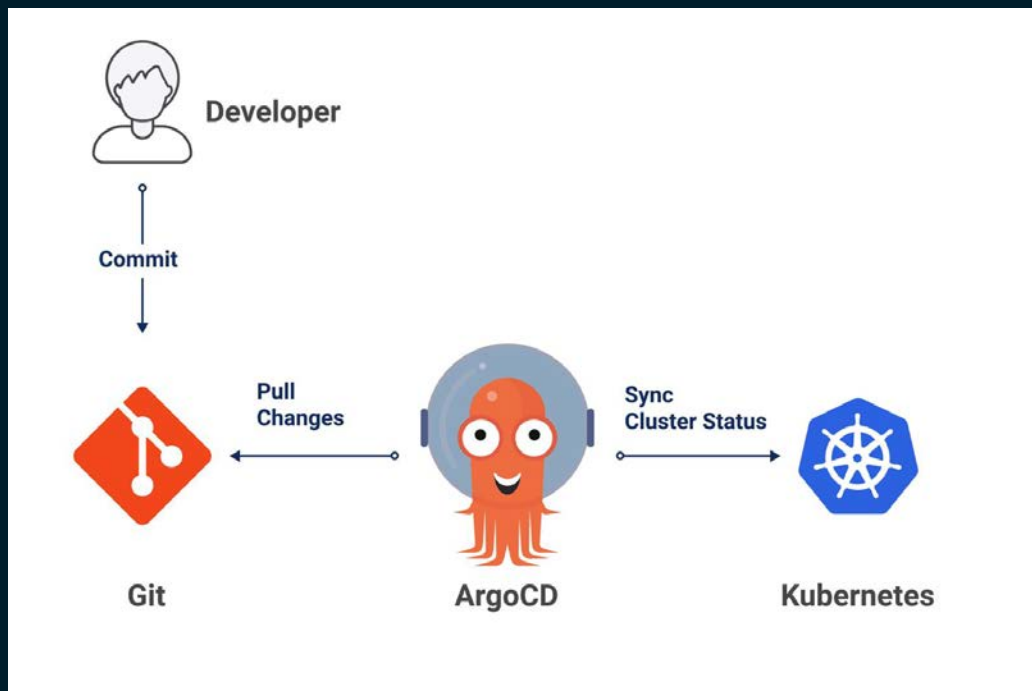 Developer
Commit
Pull
Changes
Sync
Cluster Status
Git
ArgoCD
Kubernetes